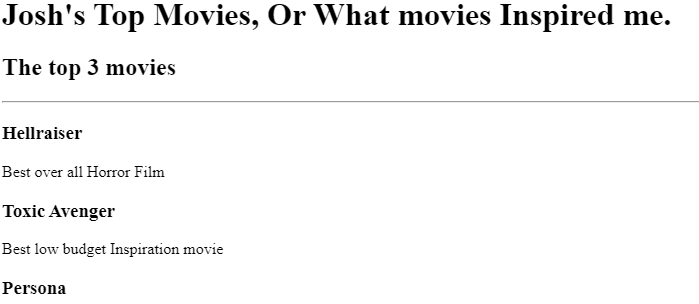 Josh's Top Movies, Or What movies Inspired me.
The top 3 movies
Hellraiser
Best over all Horror Film
Toxic Avenger
Best low budget Inspiration movie
Persona